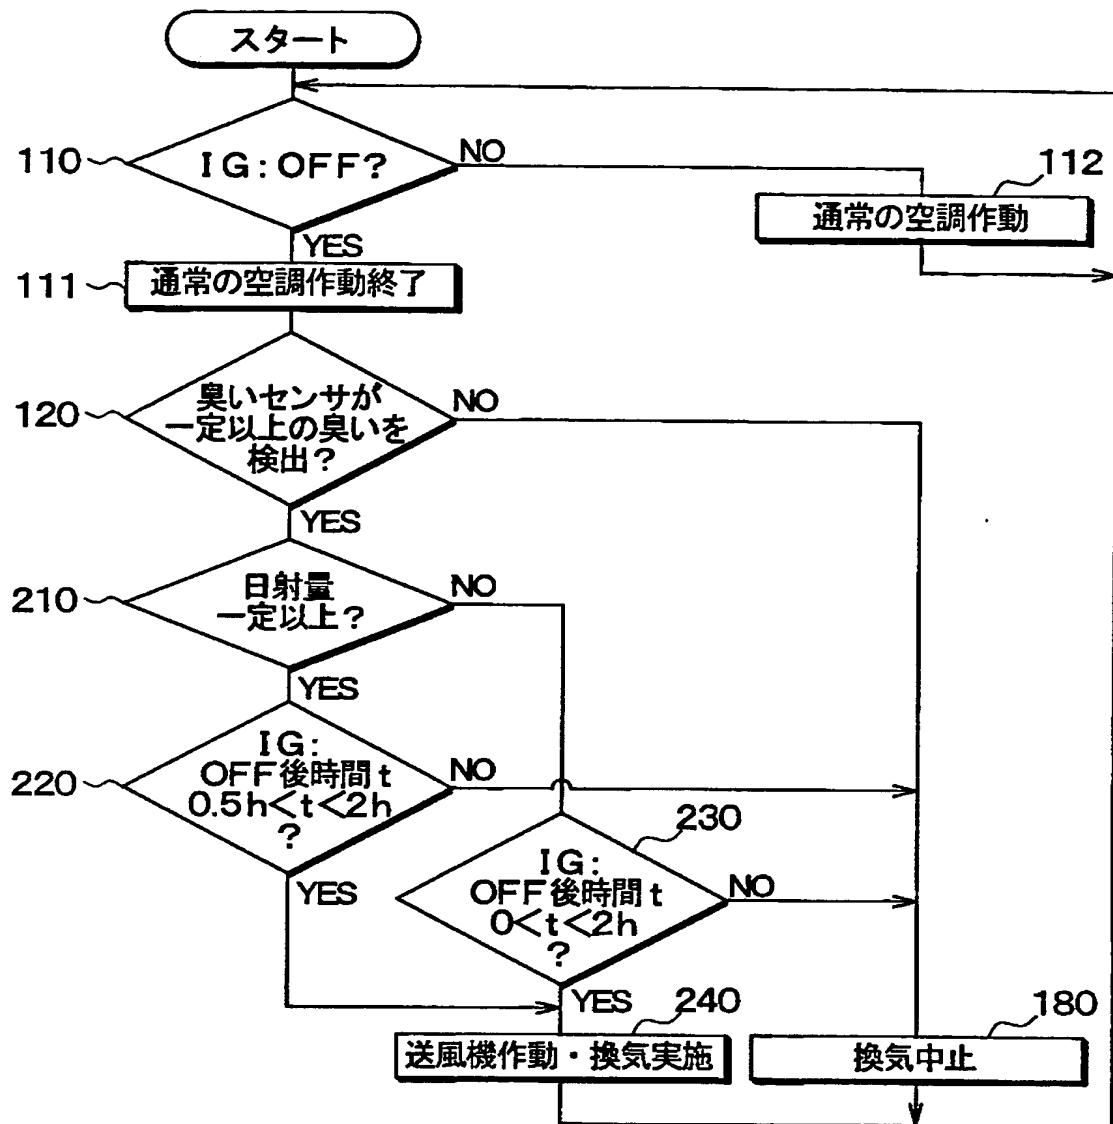 スタート
110
IG:OFF?
NO
112
通常の空調作動
YES
111
通常の空調作動終了
120
臭いセンサが
一定以上の臭いを
検出?
NO
YES
210
日射量
一定以上?
NO
YES
220
IG:
OFF後時間t
0.5h<t<2h
?
NO
YES
230
IG:
OFF後時間t
0<t<2h
?
NO
YES
240
送風機作動・換気実施
180
換気中止